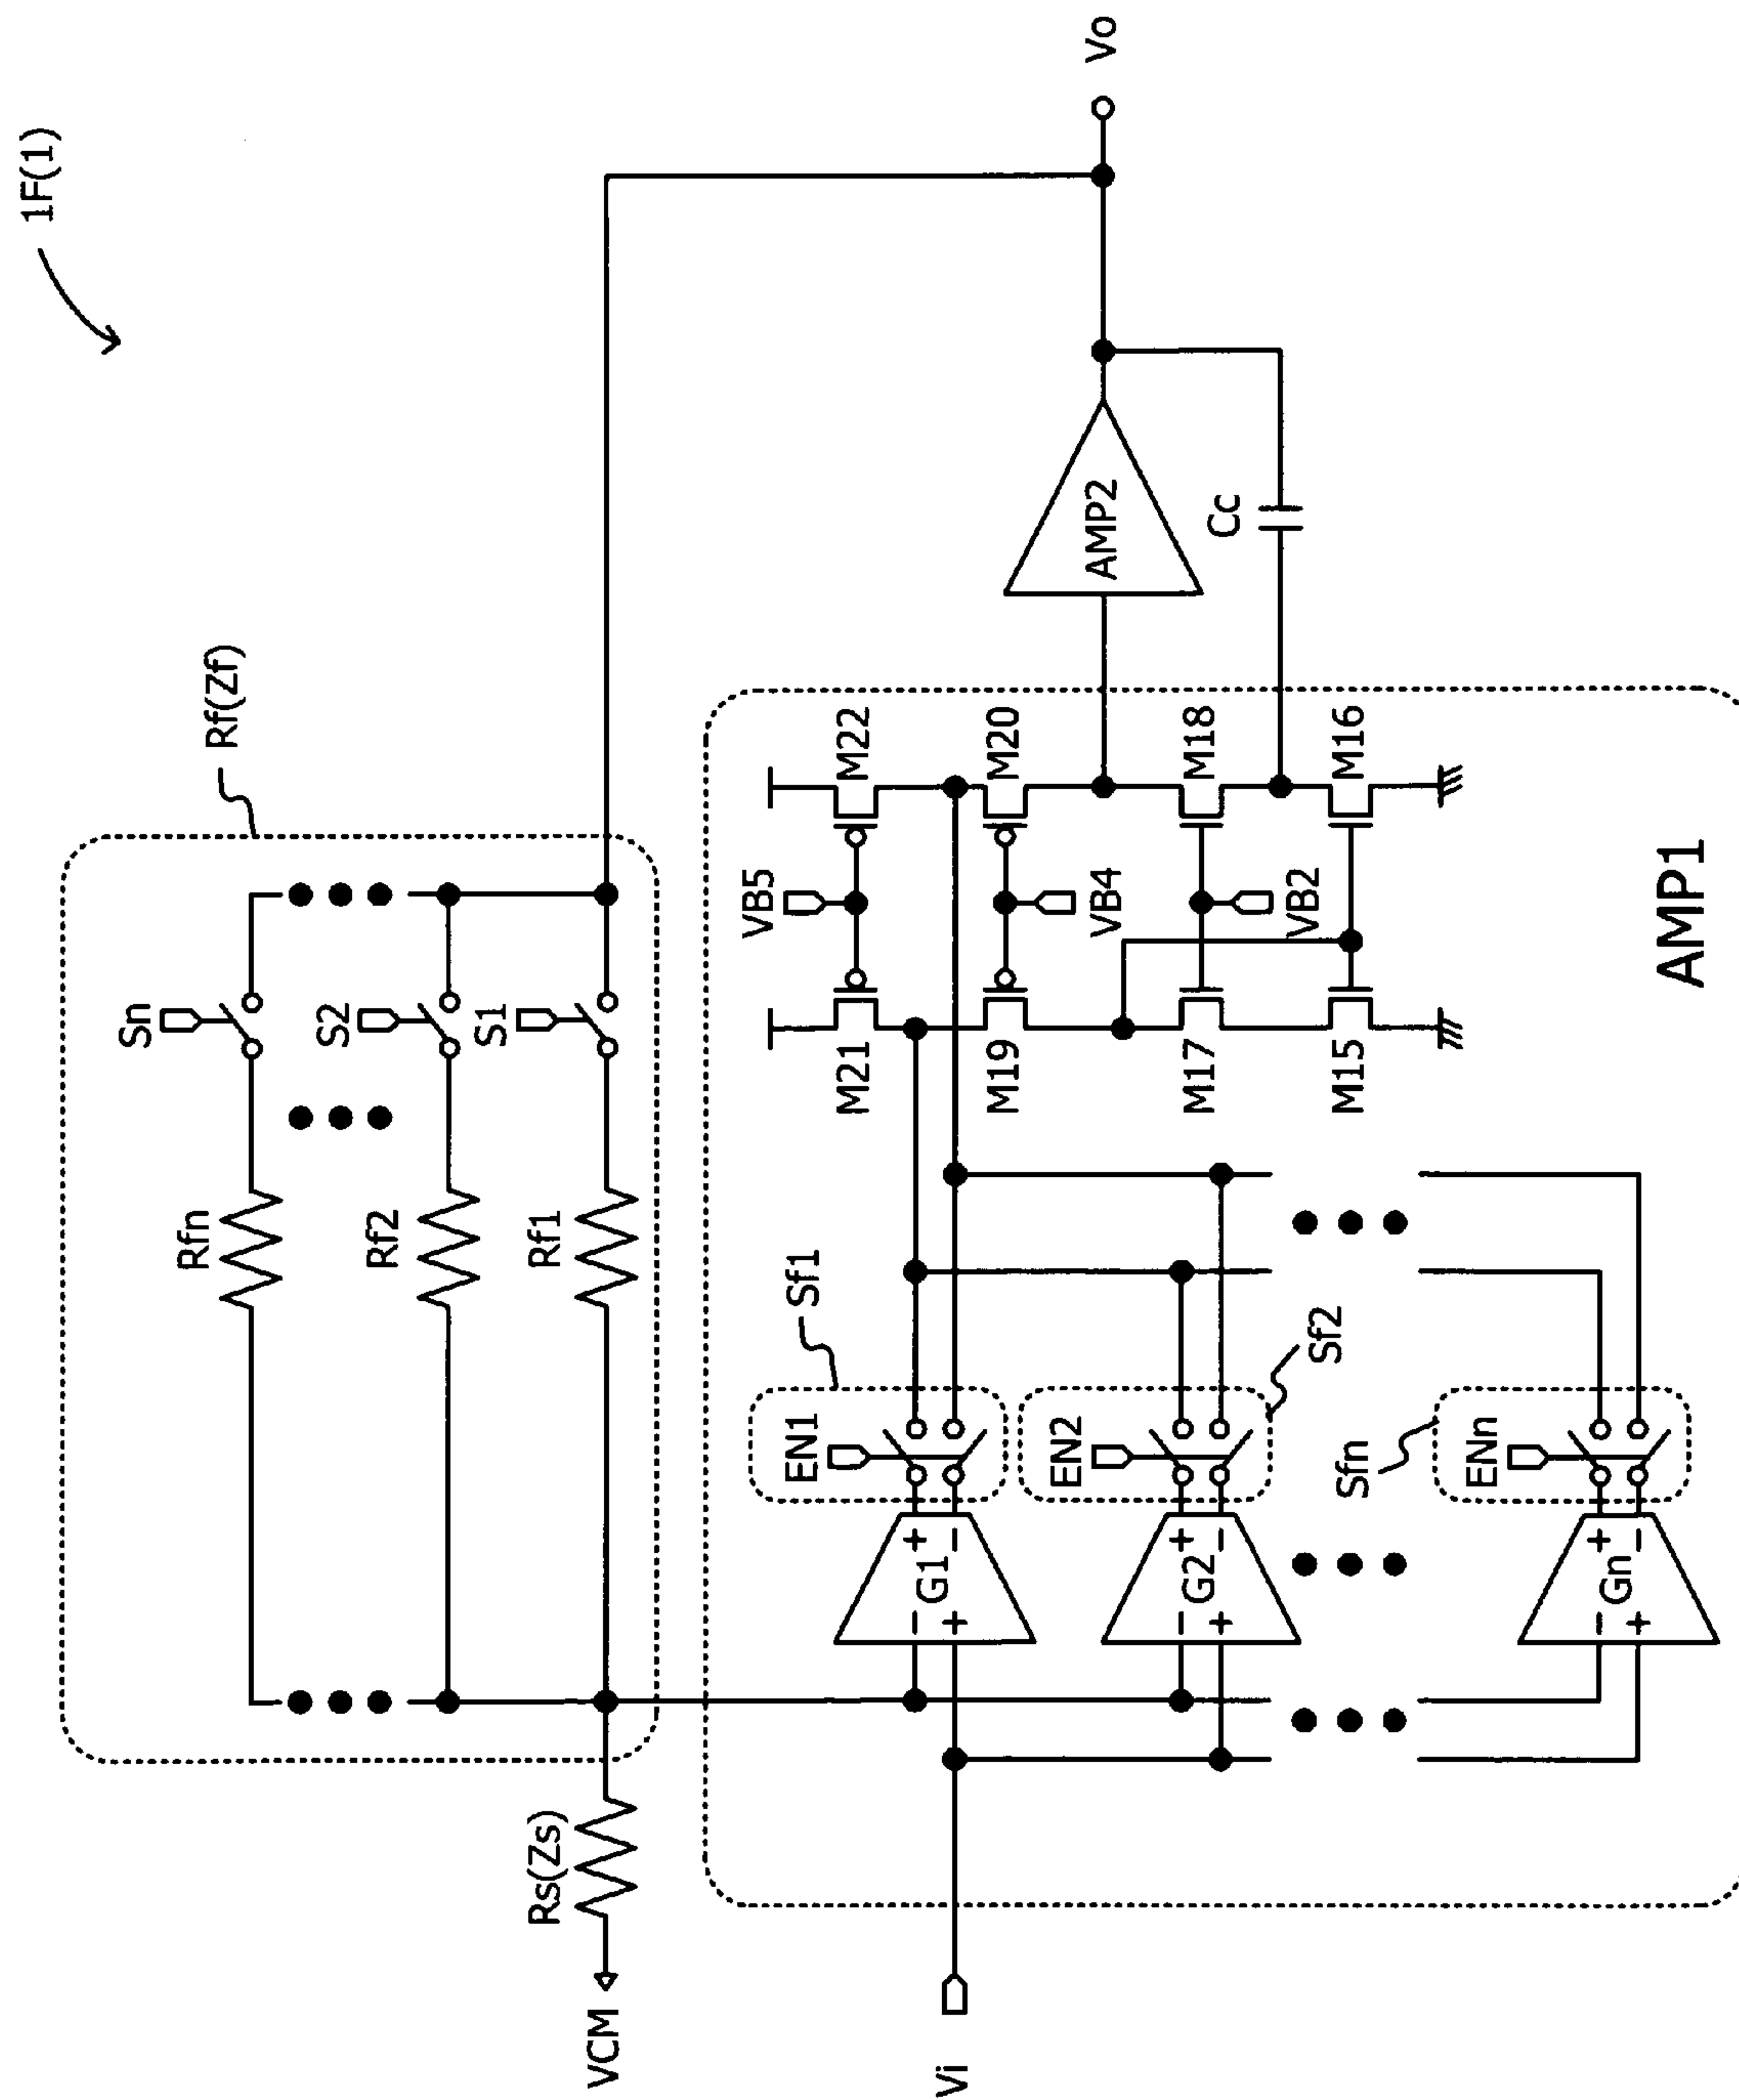 1F(1)
Rf(Zf)
Rfn
Sn
Rf2
S2
Rf1
S1
Rs(Zs)
VCM
Vo
Vi
Sf1
EN1
- +
G1
+ -
Sf2
EN2
- +
G2
+ -
Sfn
ENn
- +
Gn
+ -
M21
VB5
M22
M19
VB4
M20
M17
VB2
M18
M15
M16
AMP2
Cc
AMP1